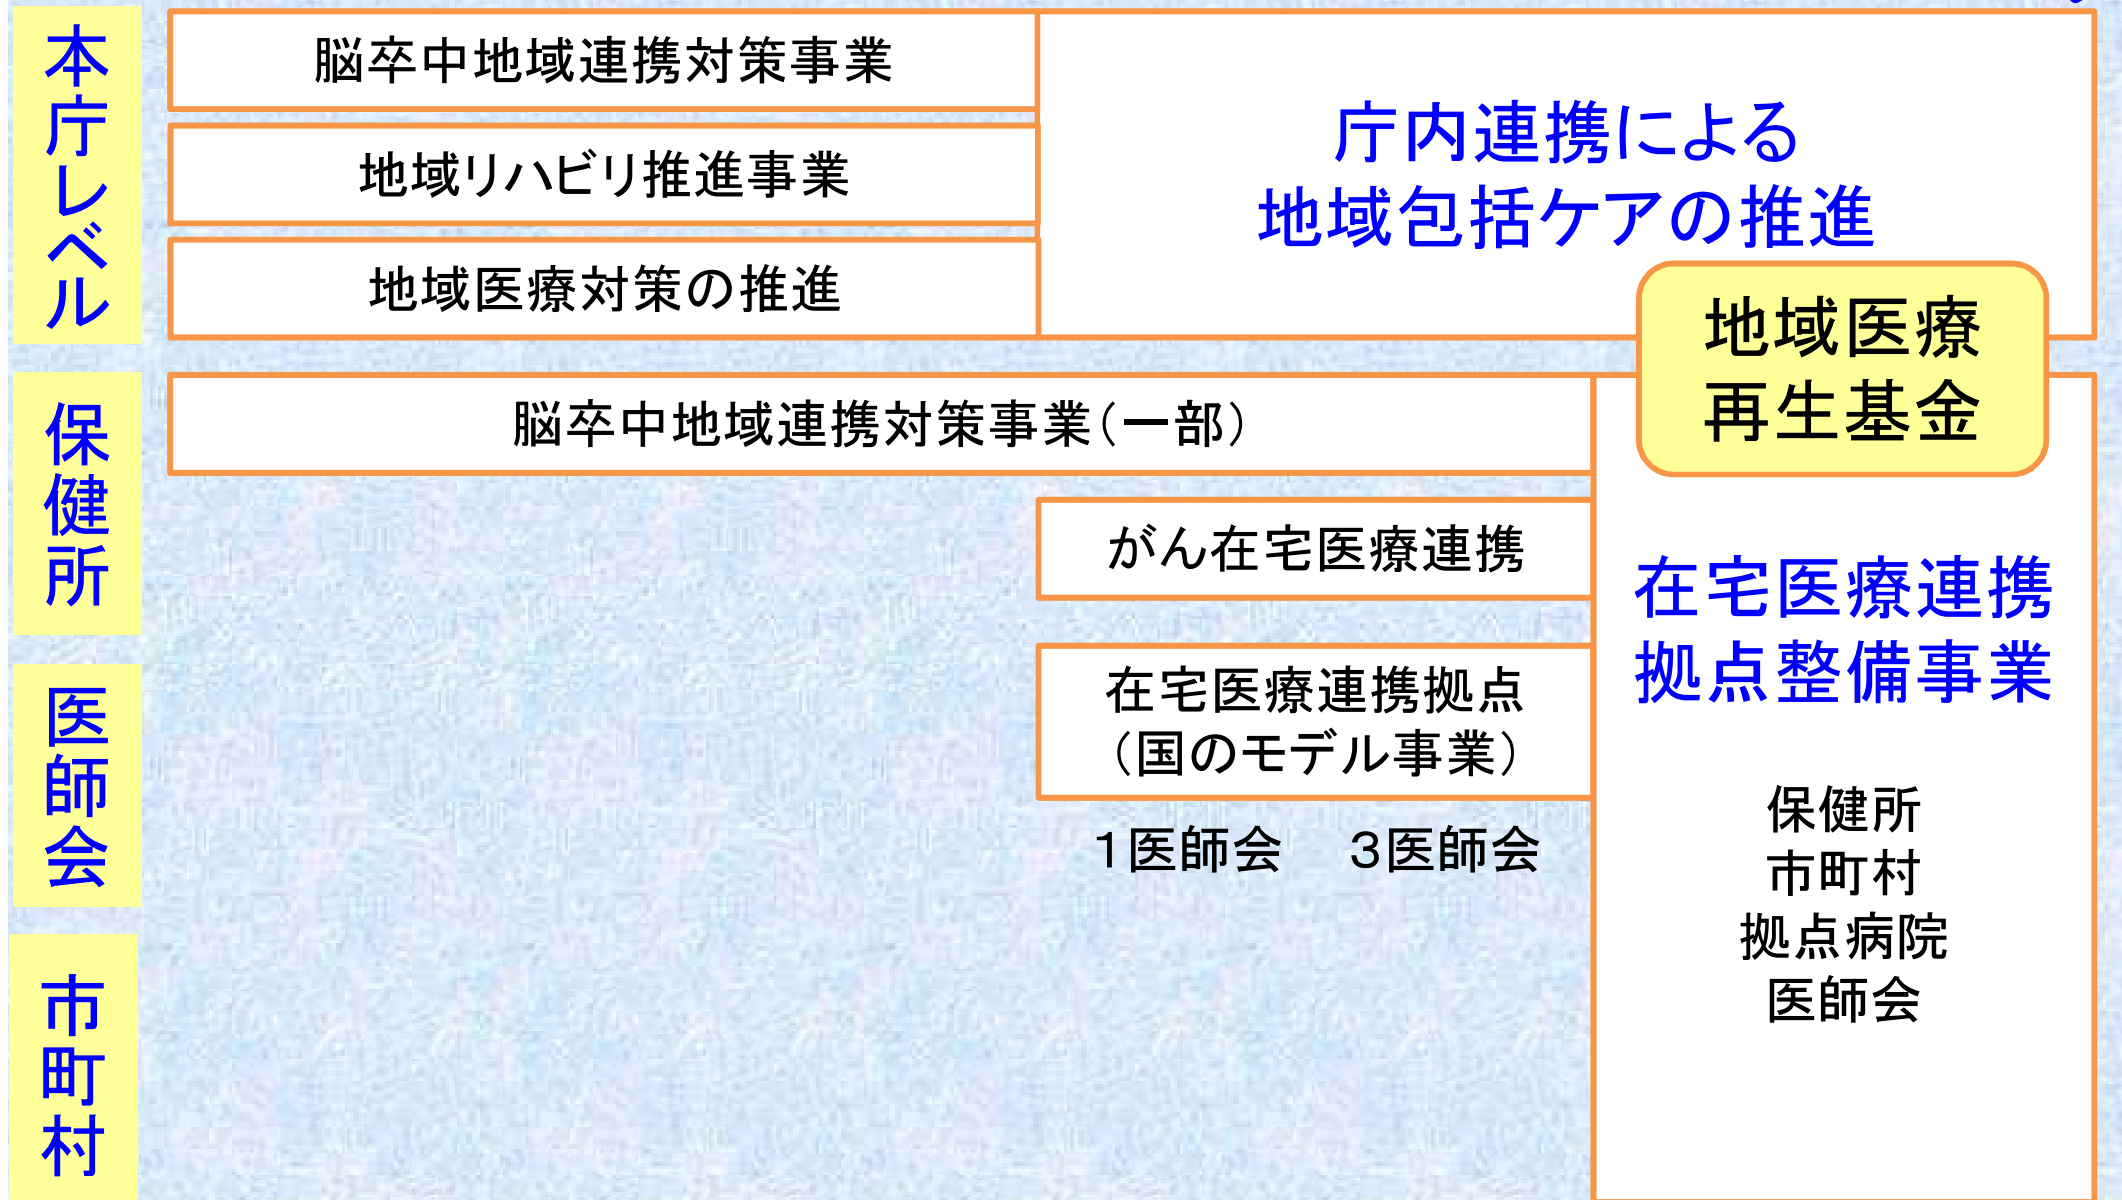 本庁レベル
脳卒中地域連携対策事業
地域リハビリ推進事業
地域医療対策の推進
庁内連携による
地域包括ケアの推進
地域医療
再生基金
保健所
脳卒中地域連携対策事業（一部）
がん在宅医療連携
在宅医療連携
拠点整備事業
医師会
在宅医療連携拠点
（国のモデル事業）
1医師会　3医師会
保健所
市町村
拠点病院
医師会
市町村